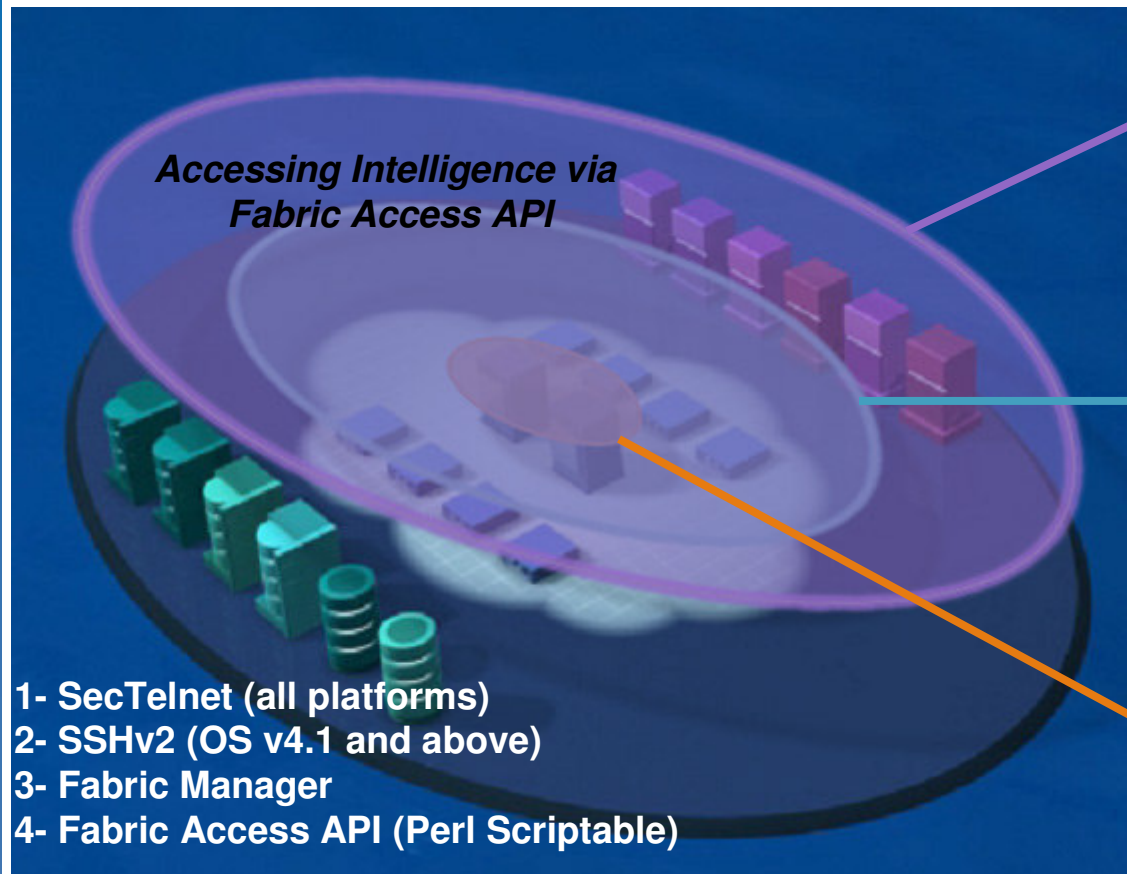 Accessing Intelligence via
Fabric Access API
1- SecTelnet (all platforms)
2- SSHv2 (OS v4.1 and above)
3- Fabric Manager
4- Fabric Access API (Perl Scriptable)